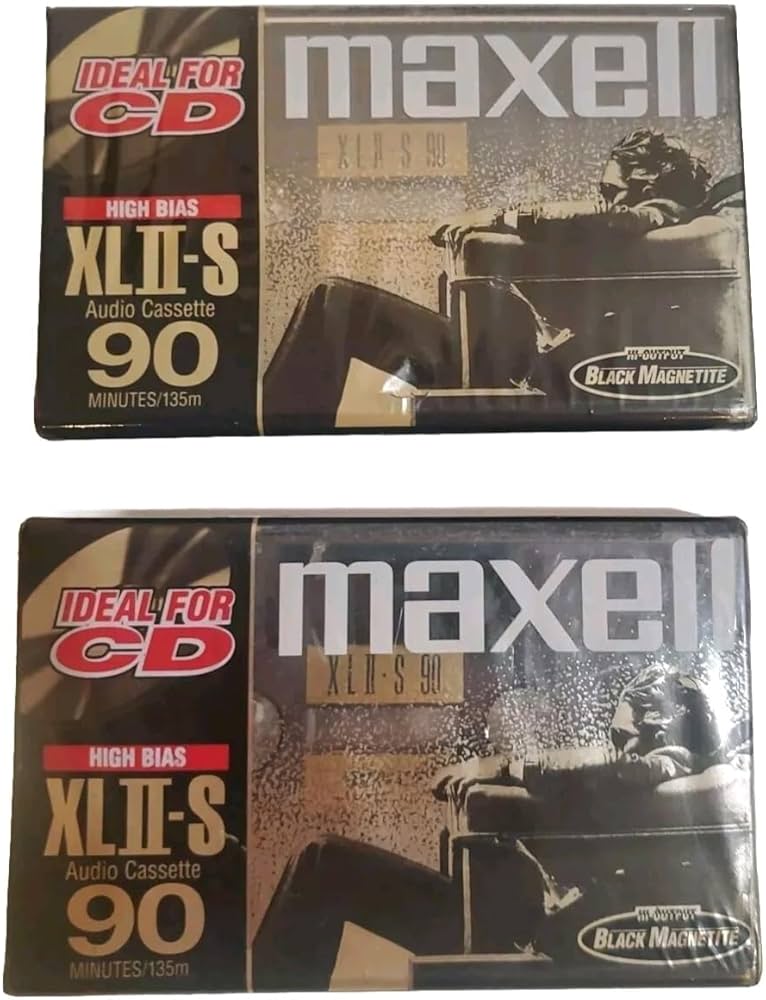 IDEAL FOR
CD
maxell
XLII-S 90
HIGH BIAS
XLII-S
Audio Cassette
90
MINUTES/135m
HI-OUTPUT
BLACK MAGNETITE
IDEAL FOR
CD
maxell
XLII-S 90
HIGH BIAS
XLII-S
Audio Cassette
90
MINUTES/135m
HI-OUTPUT
BLACK MAGNETITE